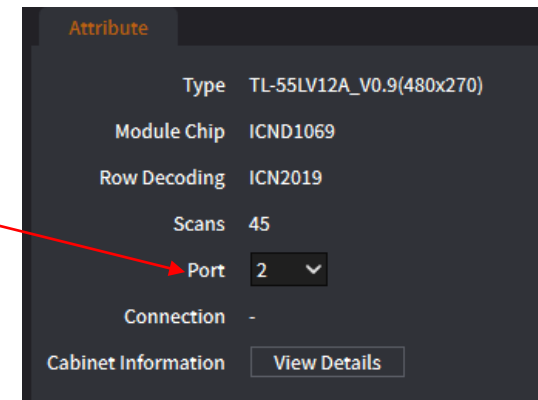 Attribute
Type TL-55LV12A_V0.9(480x270)
Module Chip ICND1069
Row Decoding ICN2019
Scans 45
Port 2
Connection -
Cabinet Information View Details